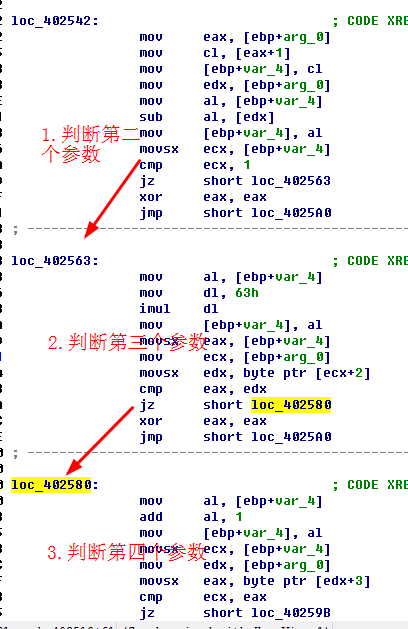 loc_402542: ; CODE XRE
mov eax, [ebp+arg_0]
mov cl, [eax+1]
mov [ebp+var_4], cl
mov edx, [ebp+arg_0]
mov al, [ebp+var_4]
sub al, [edx]
1.判断第二个参数
mov [ebp+var_4], al
movsx ecx, [ebp+var_4]
cmp ecx, 1
jz short loc_402563
xor eax, eax
jmp short loc_4025A0
loc_402563: ; CODE XRE
mov al, [ebp+var_4]
mov dl, 63h
imul dl
mov [ebp+var_4], al
2.判断第三个参数
movsx eax, [ebp+var_4]
mov ecx, [ebp+arg_0]
movsx edx, byte ptr [ecx+2]
cmp eax, edx
jz short loc_402580
xor eax, eax
jmp short loc_4025A0
loc_402580: ; CODE XRE
mov al, [ebp+var_4]
add al, 1
mov [ebp+var_4], al
3.判断第四个参数
movsx ecx, [ebp+var_4]
mov edx, [ebp+arg_0]
movsx eax, byte ptr [edx+3]
cmp ecx, eax
jz short loc_40259B